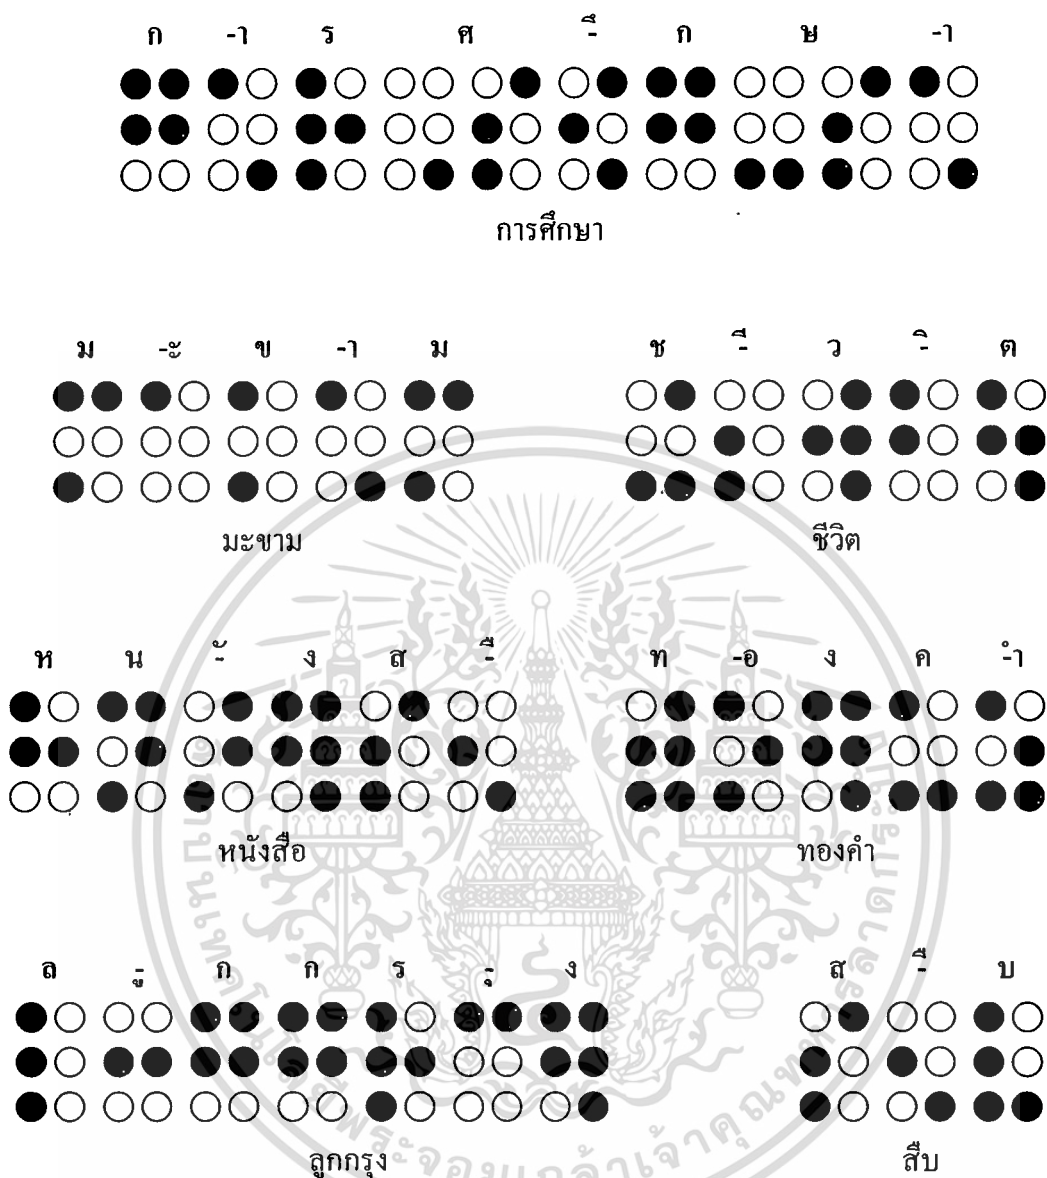 ก -า ร ศ -ึ ก ษ -า
การศึกษา
ม -ะ ข -า ม
มะขาม
ช -ี ว -ิ ต
ชีวิต
ห น -ั ง ส -ื
หนังสือ
ท -อ ง ค -ำ
ทองคำ
ล -ู ก ก ร -ุ ง
ลูกกรุง
ส -ื บ
สืบ